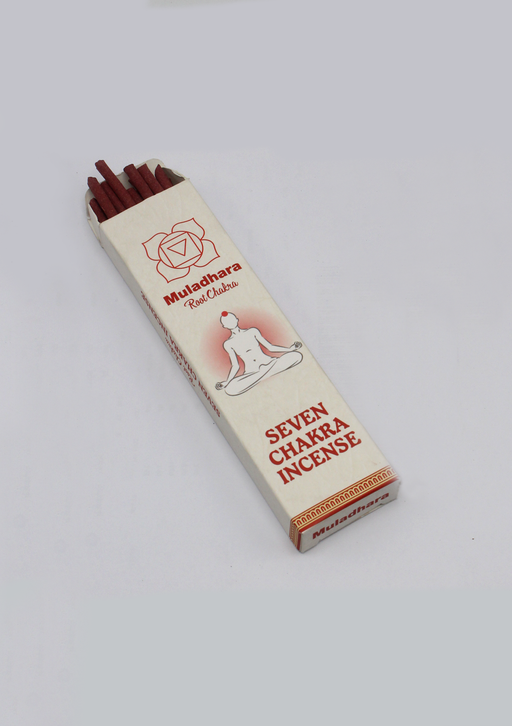 Muladhara
Root Chakra
SEVEN
CHAKRA
INCENSE
Muladhara